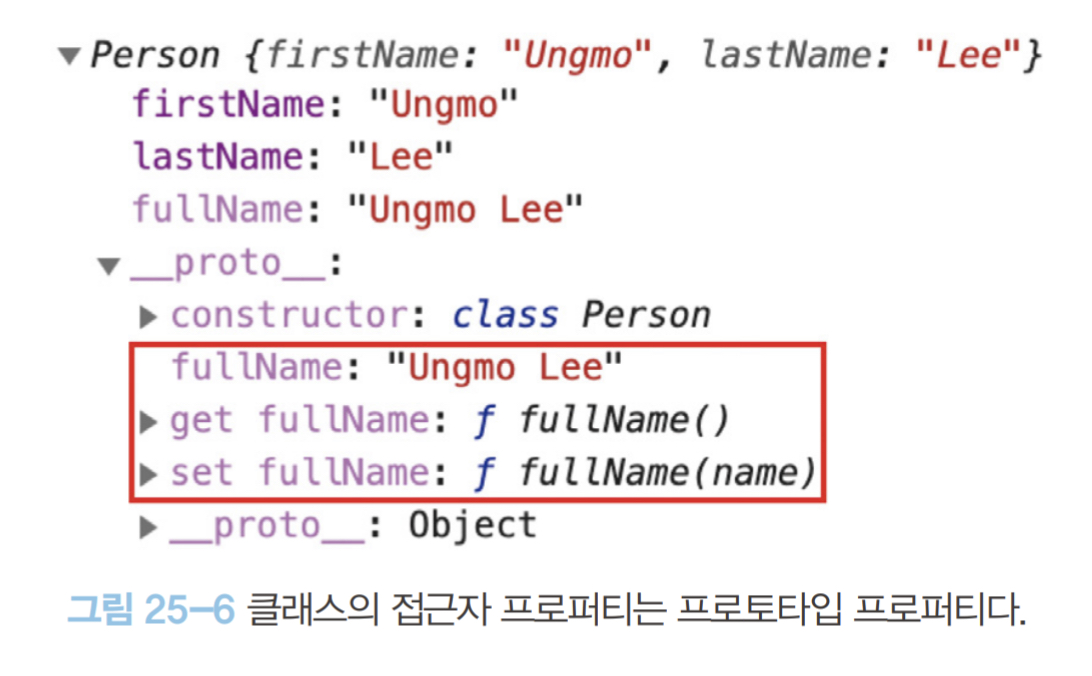 ▼ Person {firstName: "Ungmo", lastName: "Lee"}
firstName: "Ungmo"
lastName: "Lee"
fullName: "Ungmo Lee"
▼ __proto__:
▶ constructor: class Person
fullName: "Ungmo Lee"
▶ get fullName: ƒ fullName()
▶ set fullName: ƒ fullName(name)
▶ __proto__: Object
그림 25-6 클래스의 접근자 프로퍼티는 프로토타입 프로퍼티다.